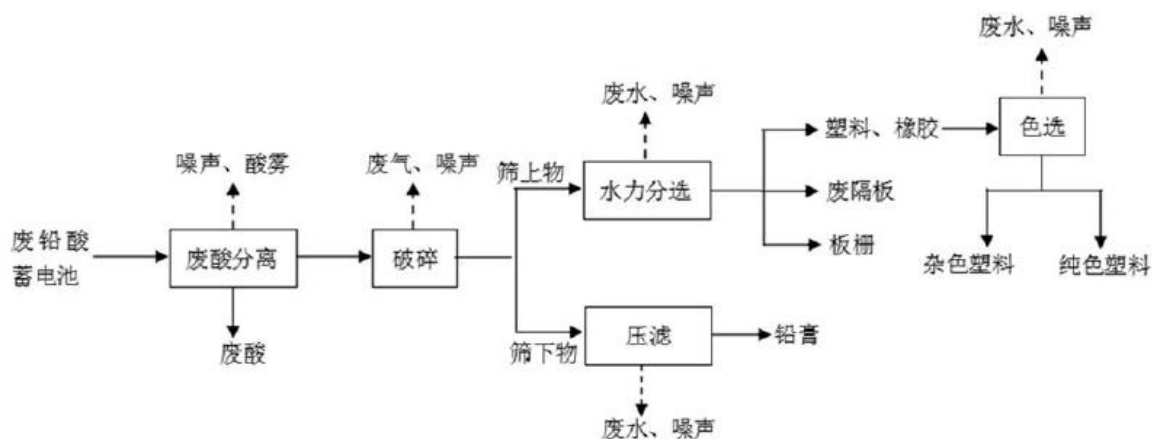 废水、噪声
废水、噪声
塑料、橡胶
色选
噪声、酸雾
废气、噪声
筛上物
水力分选
废隔板
废铅酸
蓄电池
废酸分离
破碎
板栅
杂色塑料
纯色塑料
压滤
铅膏
废酸
筛下物
废水、噪声